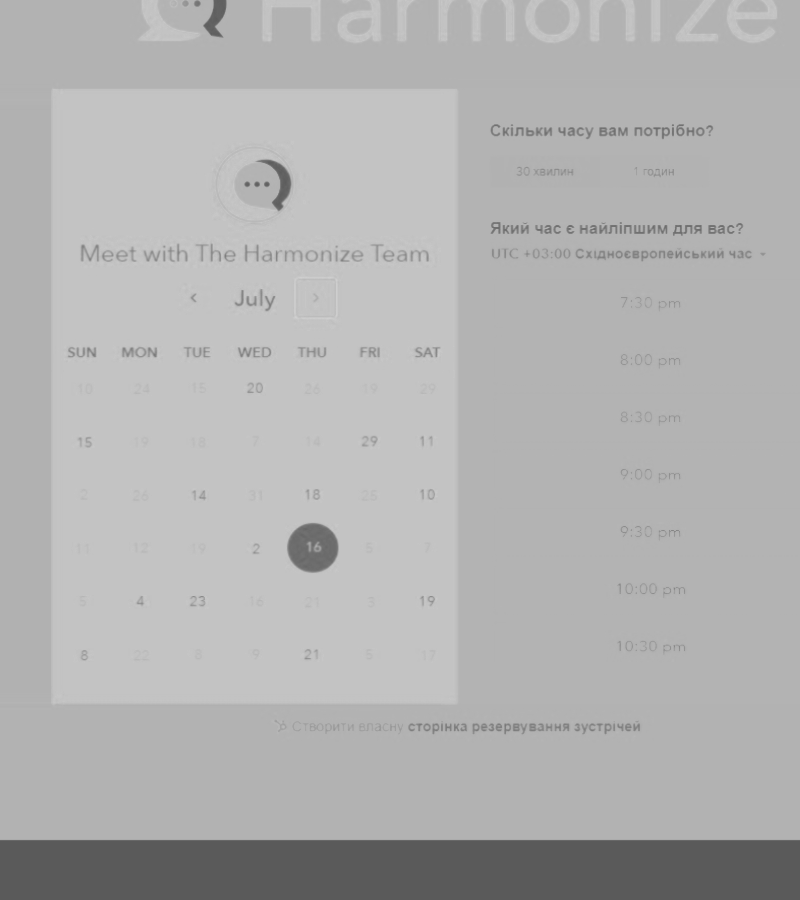 Harmonize
Meet with The Harmonize Team
July
SUN MON TUE WED THU FRI SAT
18 24 15 20 26 19 29
15 19 18 7 14 29 11
2 26 14 31 18 25 10
11 12 19 2 16 5 7
5 4 23 16 21 3 19
8 22 8 9 21 5 17
Скільки часу вам потрібно?
30 хвилин 1 годин
Який час є найліпшим для вас?
UTC +03:00 Східноєвропейський час
7:30 pm
8:00 pm
8:30 pm
9:00 pm
9:30 pm
10:00 pm
10:30 pm
Створити власну сторінка резервування зустрічей